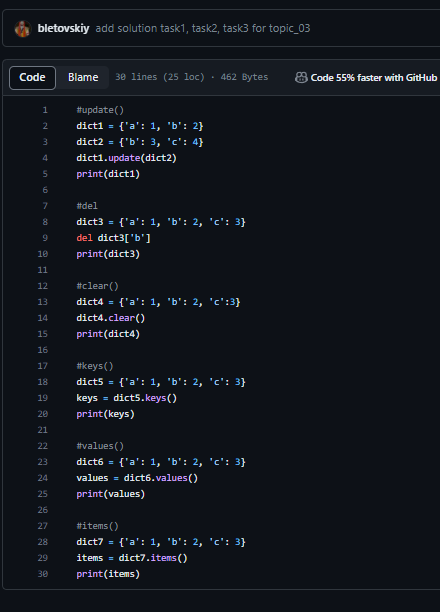 bletovskiy add solution task1, task2, task3 for topic_03
Code Blame 30 lines (25 loc) · 462 Bytes Code 55% faster with GitHub
1 #update()
2 dict1 = {'a': 1, 'b': 2}
3 dict2 = {'b': 3, 'c': 4}
4 dict1.update(dict2)
5 print(dict1)
6
7 #del
8 dict3 = {'a': 1, 'b': 2, 'c': 3}
9 del dict3['b']
10 print(dict3)
11
12 #clear()
13 dict4 = {'a': 1, 'b': 2, 'c':3}
14 dict4.clear()
15 print(dict4)
16
17 #keys()
18 dict5 = {'a': 1, 'b': 2, 'c': 3}
19 keys = dict5.keys()
20 print(keys)
21
22 #values()
23 dict6 = {'a': 1, 'b': 2, 'c': 3}
24 values = dict6.values()
25 print(values)
26
27 #items()
28 dict7 = {'a': 1, 'b': 2, 'c': 3}
29 items = dict7.items()
30 print(items)